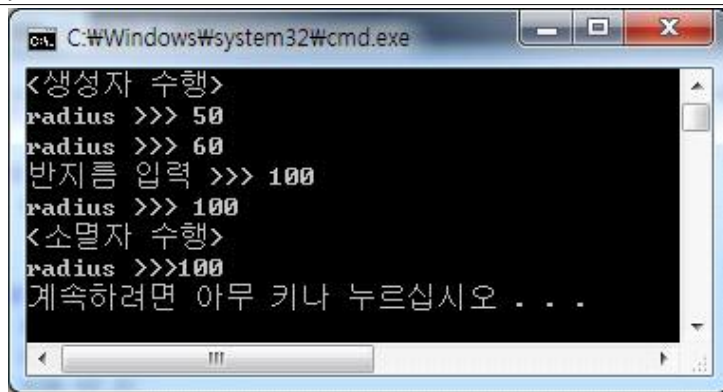 C:\Windows\system32\cmd.exe
<생성자 수행>
radius >>> 50
radius >>> 60
반지름 입력 >>> 100
radius >>> 100
<소멸자 수행>
radius >>>100
계속하려면 아무 키나 누르십시오 . . .